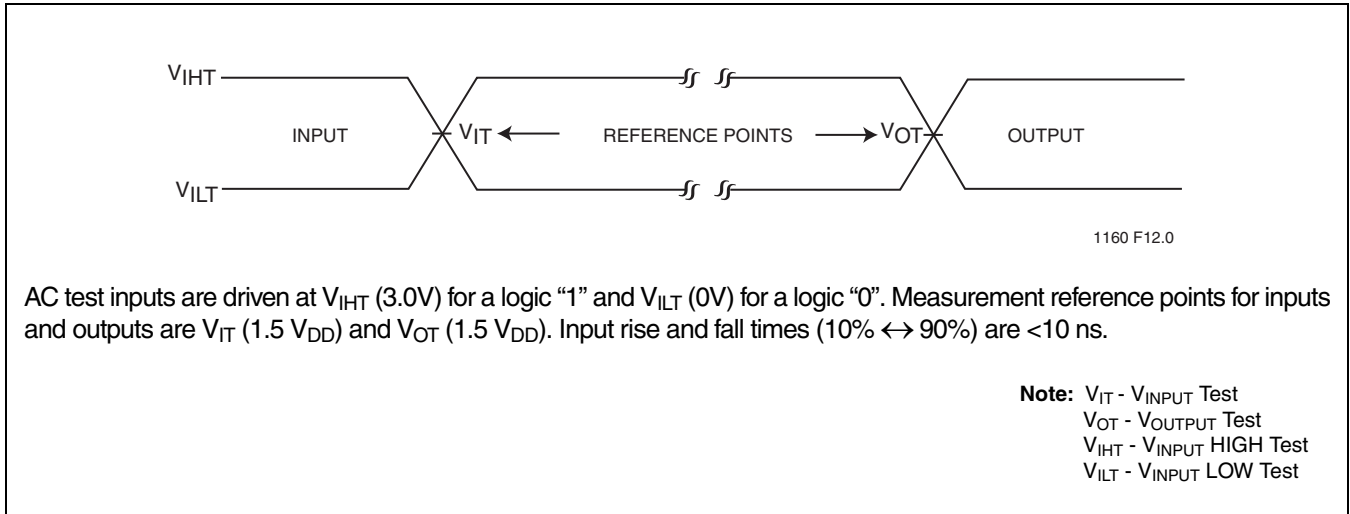 VIHT
INPUT VIT REFERENCE POINTS VOT OUTPUT
VILT
1160 F12.0
AC test inputs are driven at VIHT (3.0V) for a logic “1” and VILT (0V) for a logic “0”. Measurement reference points for inputs
and outputs are VIT (1.5 VDD) and VOT (1.5 VDD). Input rise and fall times (10% ↔ 90%) are <10 ns.
Note: VIT - VINPUT Test
VOT - VOUTPUT Test
VIHT - VINPUT HIGH Test
VILT - VINPUT LOW Test